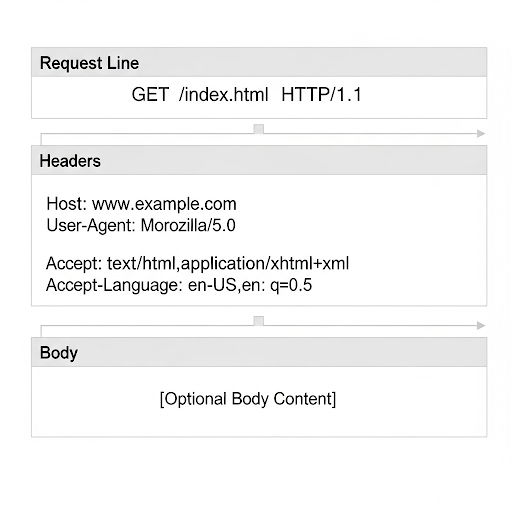 Request Line
GET /index.html HTTP/1.1
Headers
Host: www.example.com
User-Agent: Morozilla/5.0
Accept: text/html,application/xhtml+xml
Accept-Language: en-US,en: q=0.5
Body
[Optional Body Content]